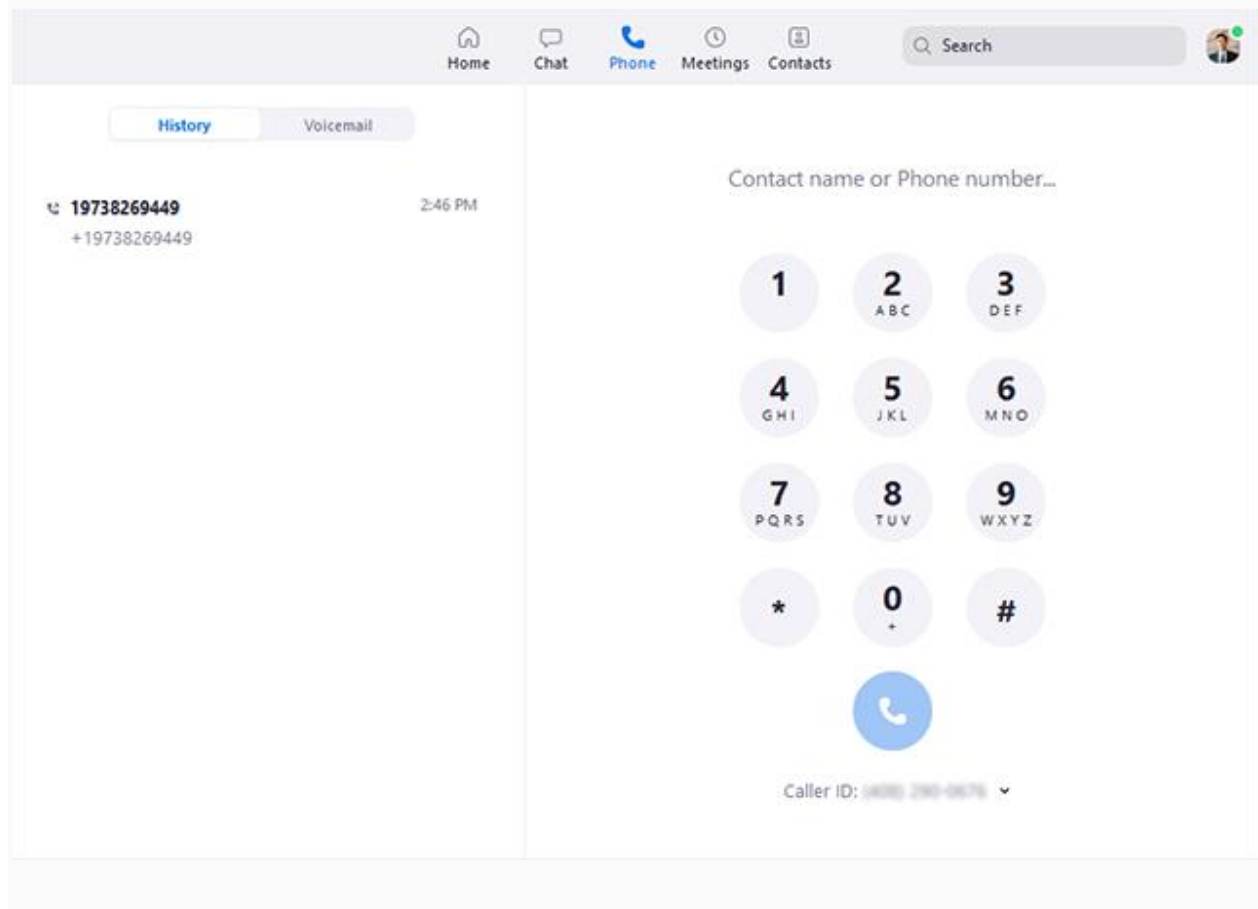 Home Chat Phone Meetings Contacts Search
History Voicemail
19738269449 2:46 PM
+19738269449
Contact name or Phone number...
1 2 3
ABC DEF
4 5 6
GHI JKL MNO
7 8 9
PQRS TUV WXYZ
* 0 #
+
Caller ID: